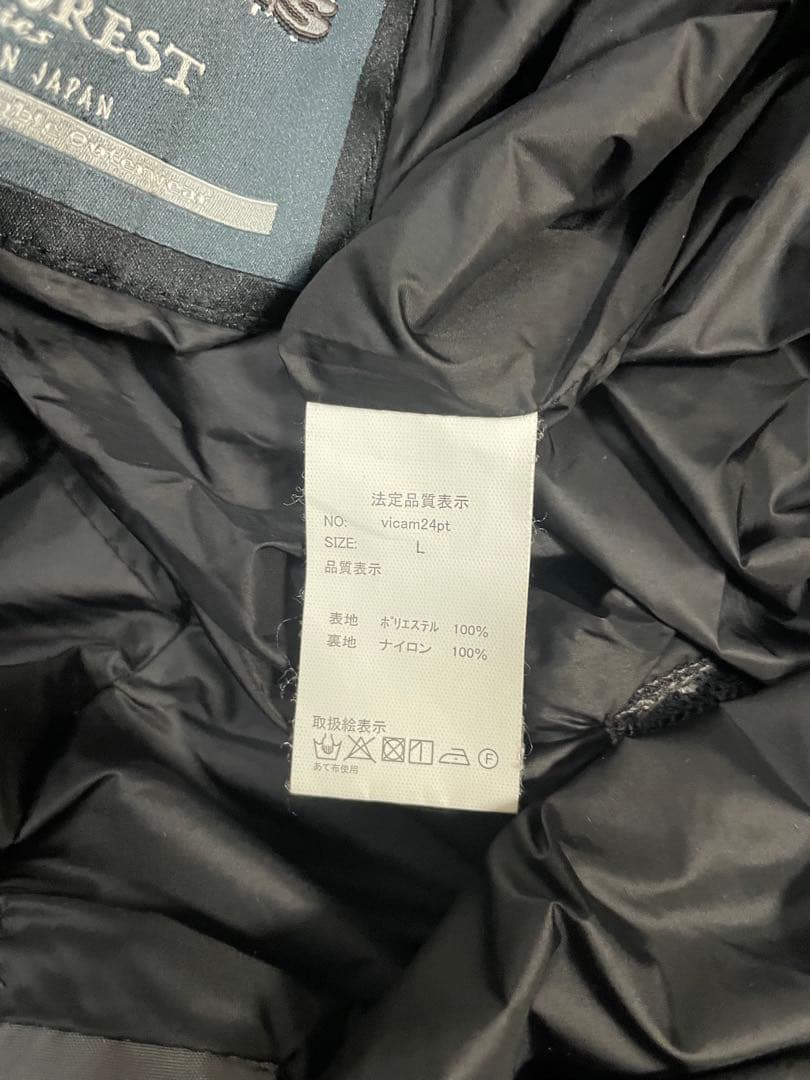 OREST
N JAPAN
outerwear
法定品質表示
NO: vicam24pt
SIZE: L
品質表示
表地 ポリエステル 100%
裏地 ナイロン 100%
取扱絵表示
F
あて布使用